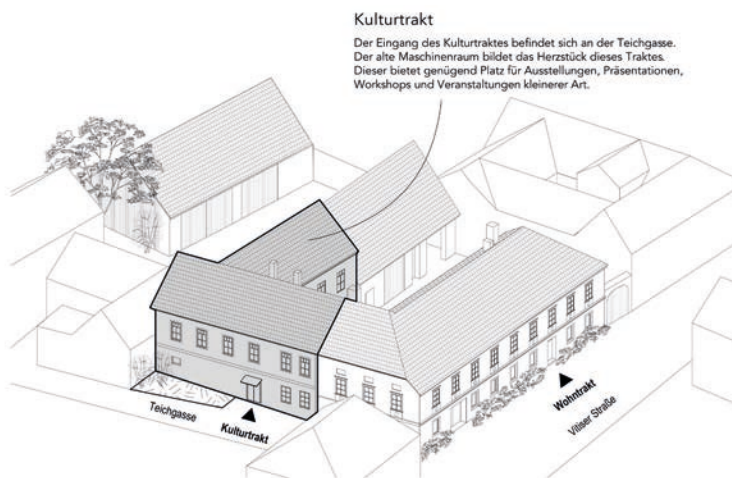 Kulturtrakt
Der Eingang des Kulturtraktes befindet sich an der Teichgasse.
Der alte Maschinenraum bildet das Herzstück dieses Traktes.
Dieser bietet genügend Platz für Ausstellungen, Präsentationen,
Workshops und Veranstaltungen kleinerer Art.
Teichgasse
Kulturtrakt
Wohntrakt
Vitiser Straße